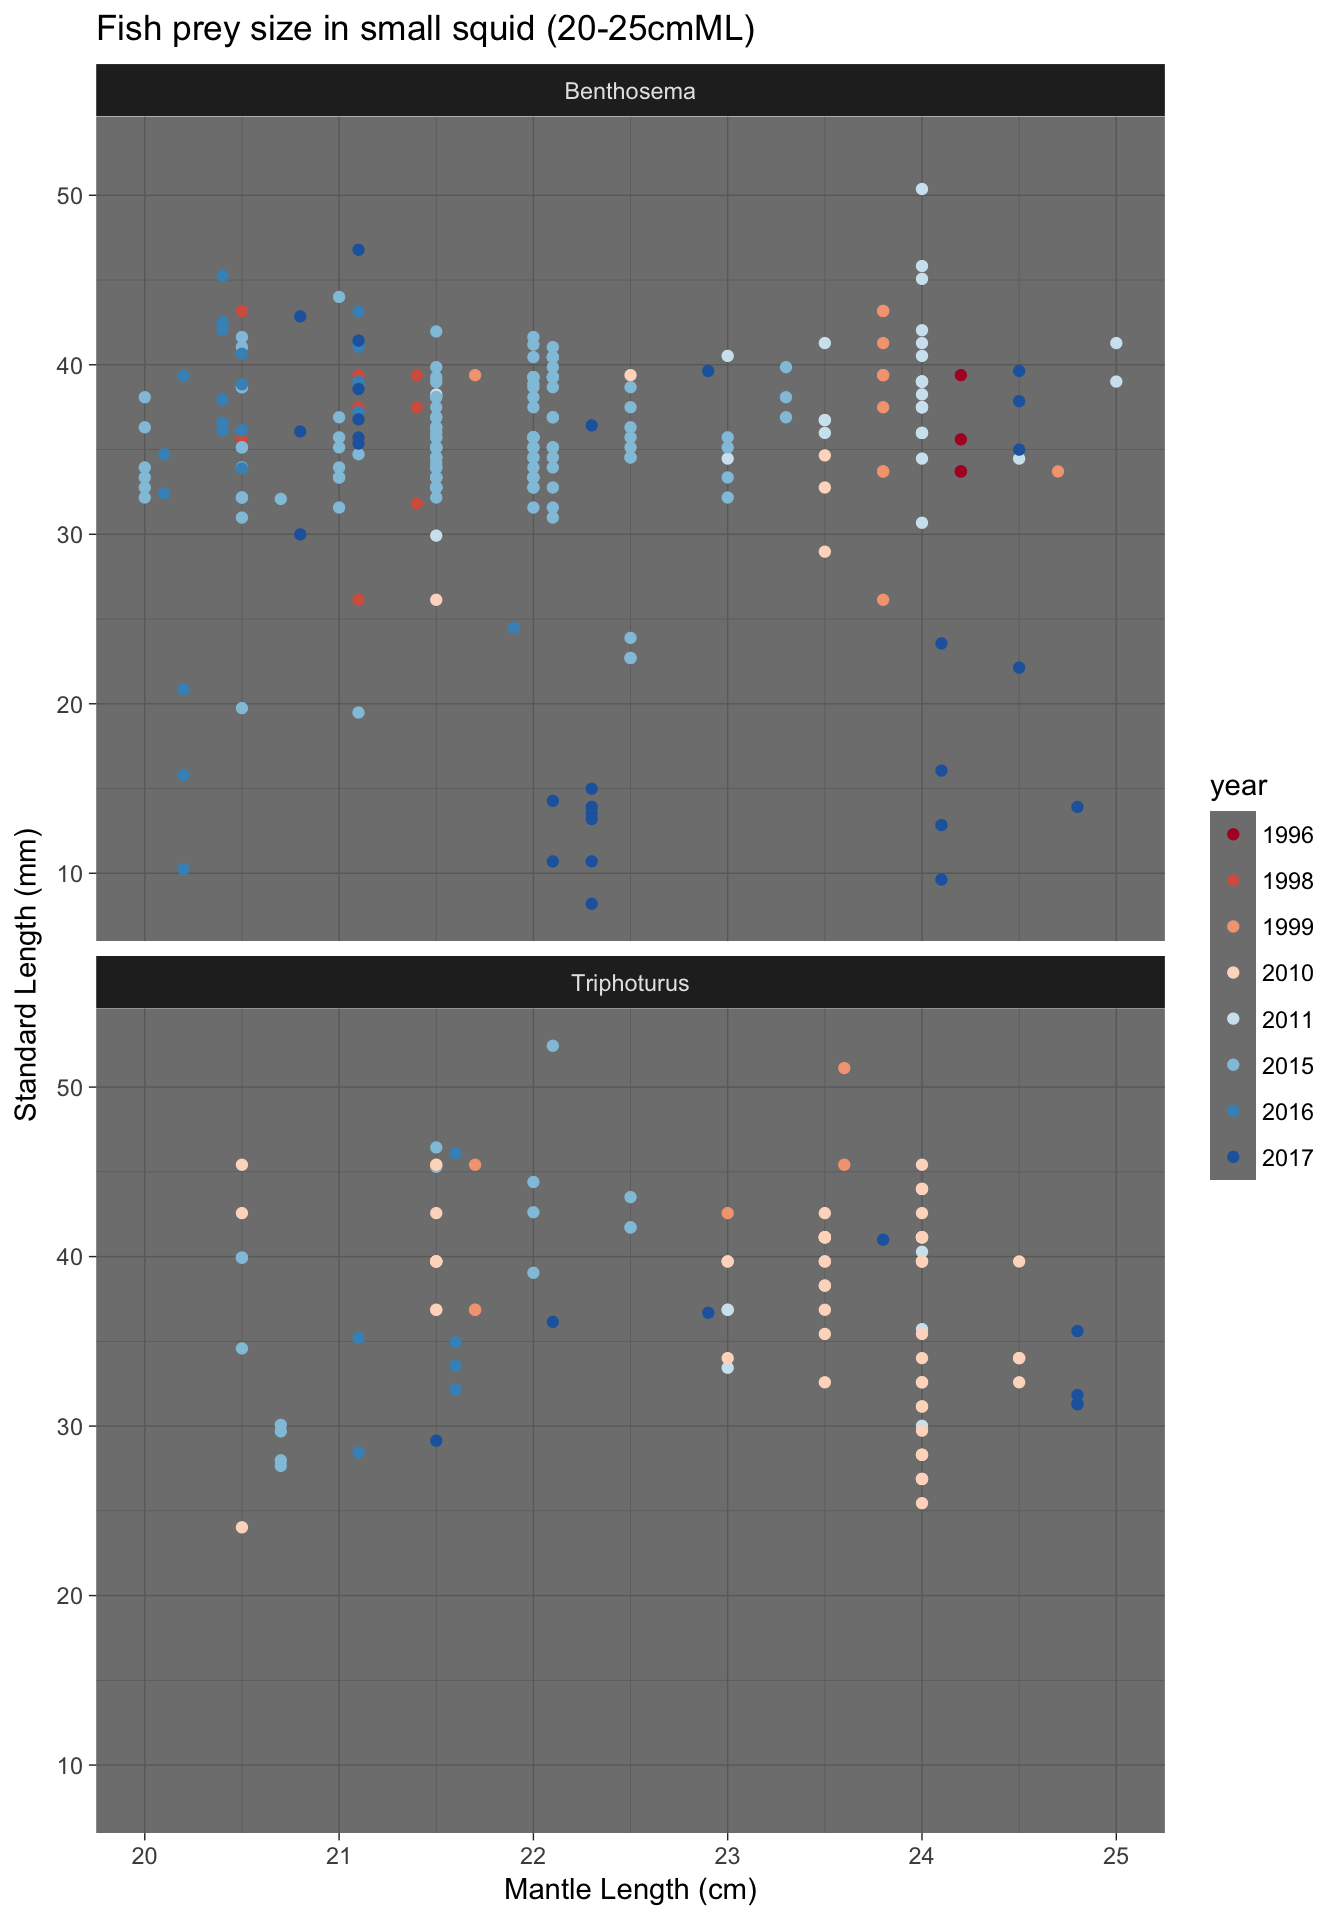 Fish prey size in small squid (20-25cmML)
Benthosema
50
40
30
20
10
Triphoturus
50
40
30
20
10
Standard Length (mm)
20 21 22 23 24 25
Mantle Length (cm)
year
1996
1998
1999
2010
2011
2015
2016
2017